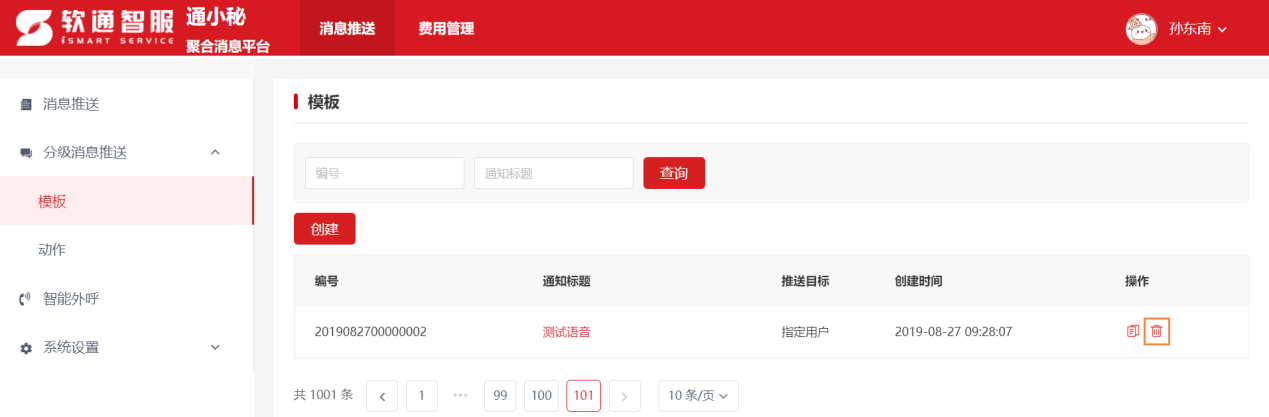 软通智服 通小秘
iSMART SERVICE 聚合消息平台
消息推送 费用管理 孙东南
消息推送
分级消息推送
模板
动作
智能外呼
系统设置
模板
编号 通知标题 查询
创建
编号 通知标题 推送目标 创建时间 操作
2019082700000002 测试语音 指定用户 2019-08-27 09:28:07
共 1001 条 1 ••• 99 100 101 10 条/页